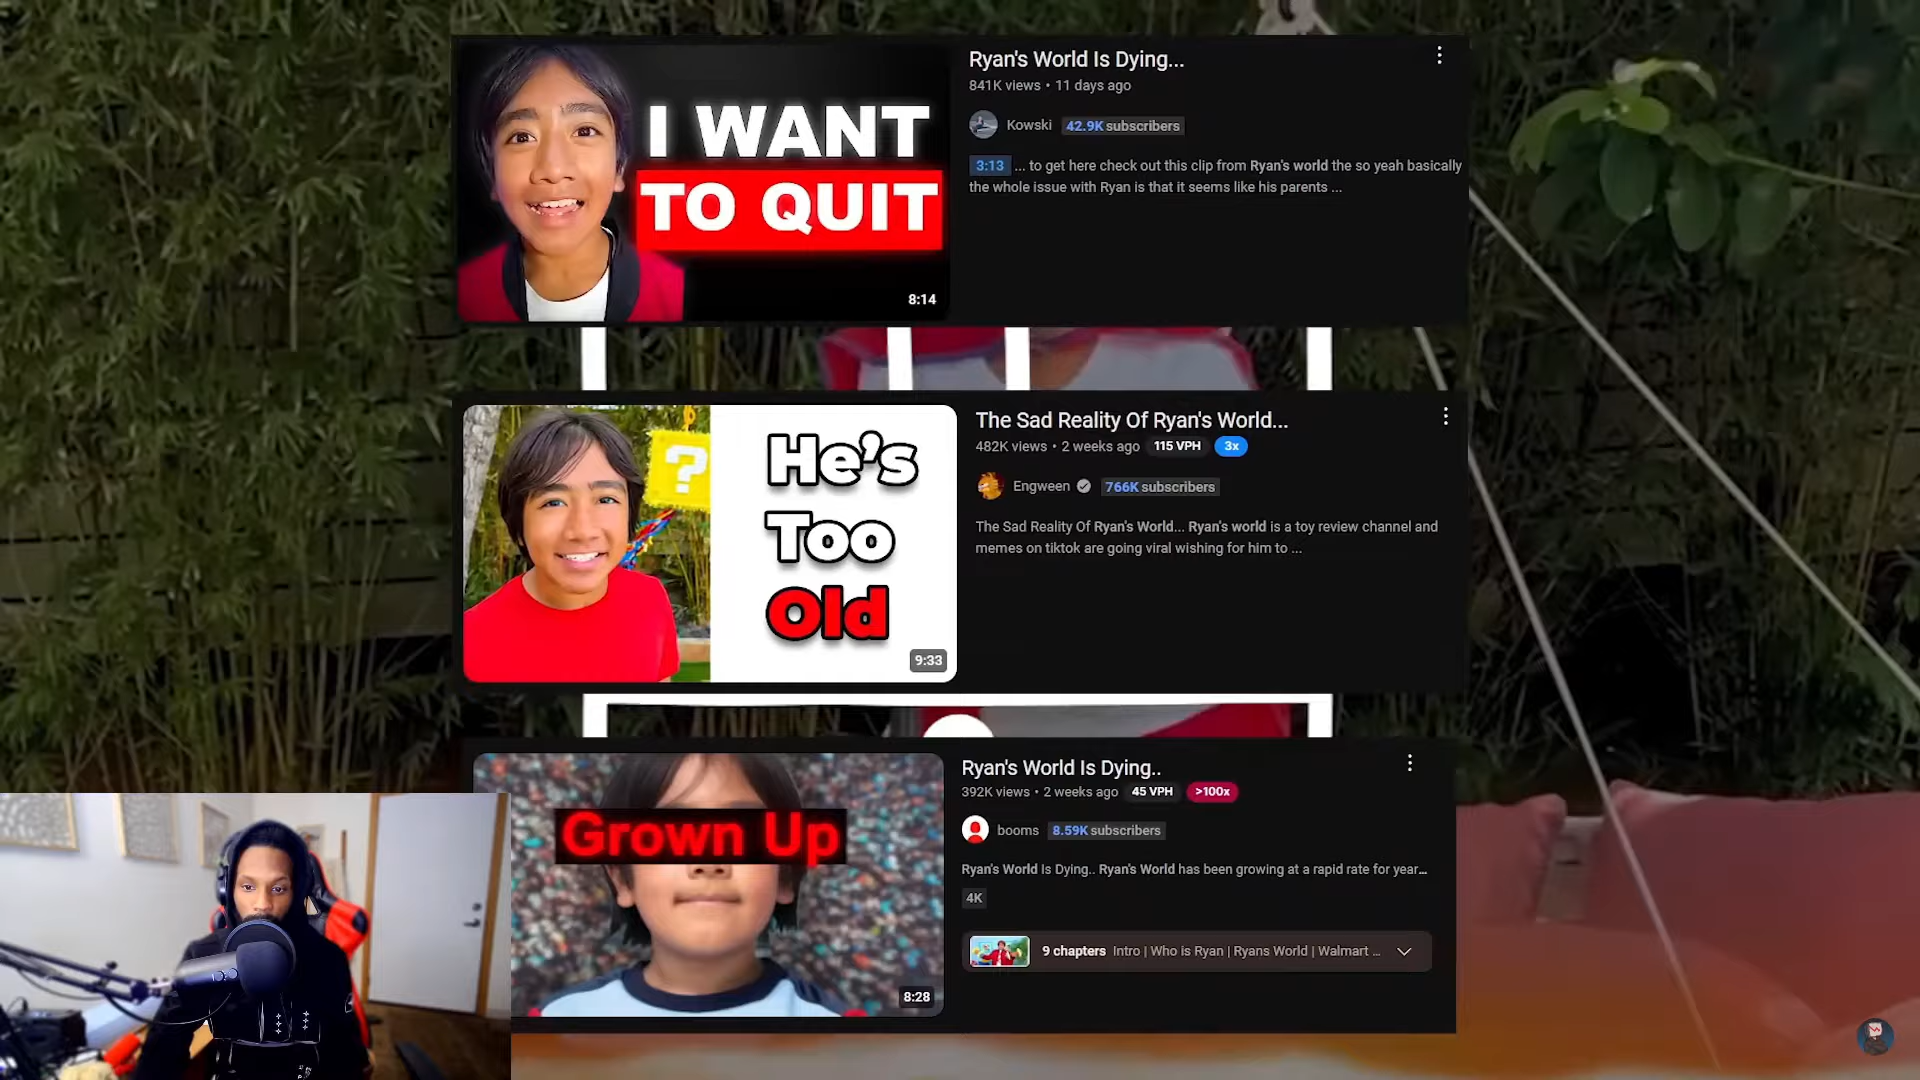 I WANT
TO QUIT
8:14
Ryan's World Is Dying...
841K views • 11 days ago
Kowski 42.9K subscribers
3:13 ... to get here check out this clip from Ryan's world the so yeah basically
the whole issue with Ryan is that it seems like his parents ...
?
He's
Too
Old
9:33
The Sad Reality Of Ryan's World...
482K views • 2 weeks ago 115 VPH 3x
Engween 766K subscribers
The Sad Reality Of Ryan's World... Ryan's world is a toy review channel and
memes on tiktok are going viral wishing for him to ...
Grown Up
8:28
Ryan's World Is Dying..
392K views • 2 weeks ago 45 VPH >100x
booms 8.59K subscribers
Ryan's World Is Dying.. Ryan's World has been growing at a rapid rate for year...
4K
9 chapters Intro | Who is Ryan | Ryans World | Walmart ...